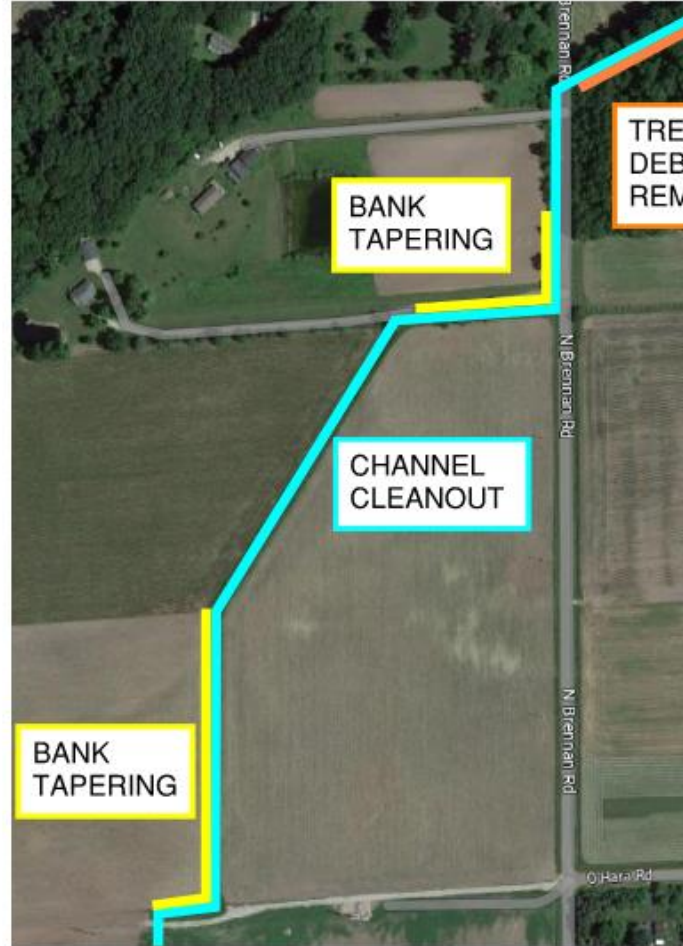 Brennan Rd
TRE
DEB
REM
BANK
TAPERING
N Brennan Rd
CHANNEL
CLEANOUT
N Brennan Rd
BANK
TAPERING
O Hara Rd